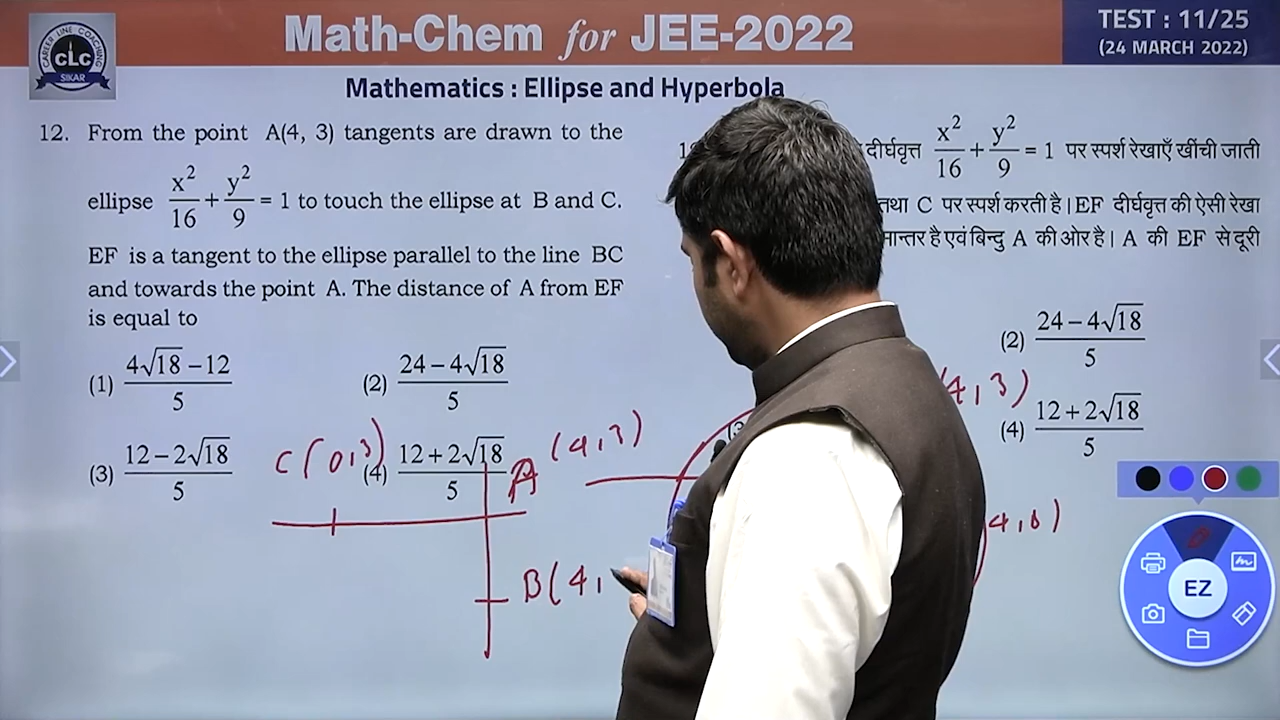 Math-Chem for JEE-2022
TEST : 11/25
(24 MARCH 2022)
CAREER LINE COACHING
CLC
SIKAR
Mathematics : Ellipse and Hyperbola
12. From the point A(4, 3) tangents are drawn to the
ellipse x²/16 + y²/9 = 1 to touch the ellipse at B and C.
EF is a tangent to the ellipse parallel to the line BC
and towards the point A. The distance of A from EF
is equal to
(1) (4√18 – 12)/5
(2) (24 – 4√18)/5
(3) (12 – 2√18)/5
(4) (12 + 2√18)/5
दीर्घवृत्त x²/16 + y²/9 = 1 पर स्पर्श रेखाएँ खींची जाती
तथा C पर स्पर्श करती है। EF दीर्घवृत्त की ऐसी रेखा
है एवं बिन्दु A की ओर है। A की EF से दूरी
(2) (24 – 4√18)/5
(4) (12 + 2√18)/5
C(0,3)
A (4,3)
B(4,
4,3)
EZ